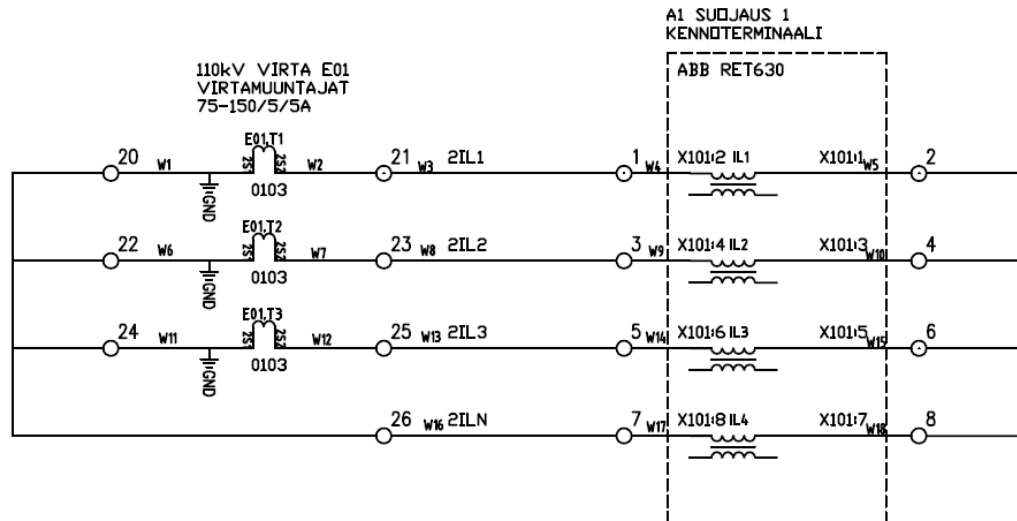 A1 SUOJAUS 1
KENNOTERMINAALI
110kV VIRTA E01
VIRTAMUUNTAJAT
75-150/5/5A
ABB RET630
E01.T1
20 W1 2S1 2S2 W2 21 W3 2IL1 1 W4 X101:2 IL1 X101:1 W5 2
GND
0103
E01.T2
22 W6 2S1 2S2 W7 23 W8 2IL2 3 W9 X101:4 IL2 X101:3 W10 4
GND
0103
E01.T3
24 W11 2S1 2S2 W12 25 W13 2IL3 5 W14 X101:6 IL3 X101:5 W15 6
GND
0103
26 W16 2ILN 7 W17 X101:8 IL4 X101:7 W18 8